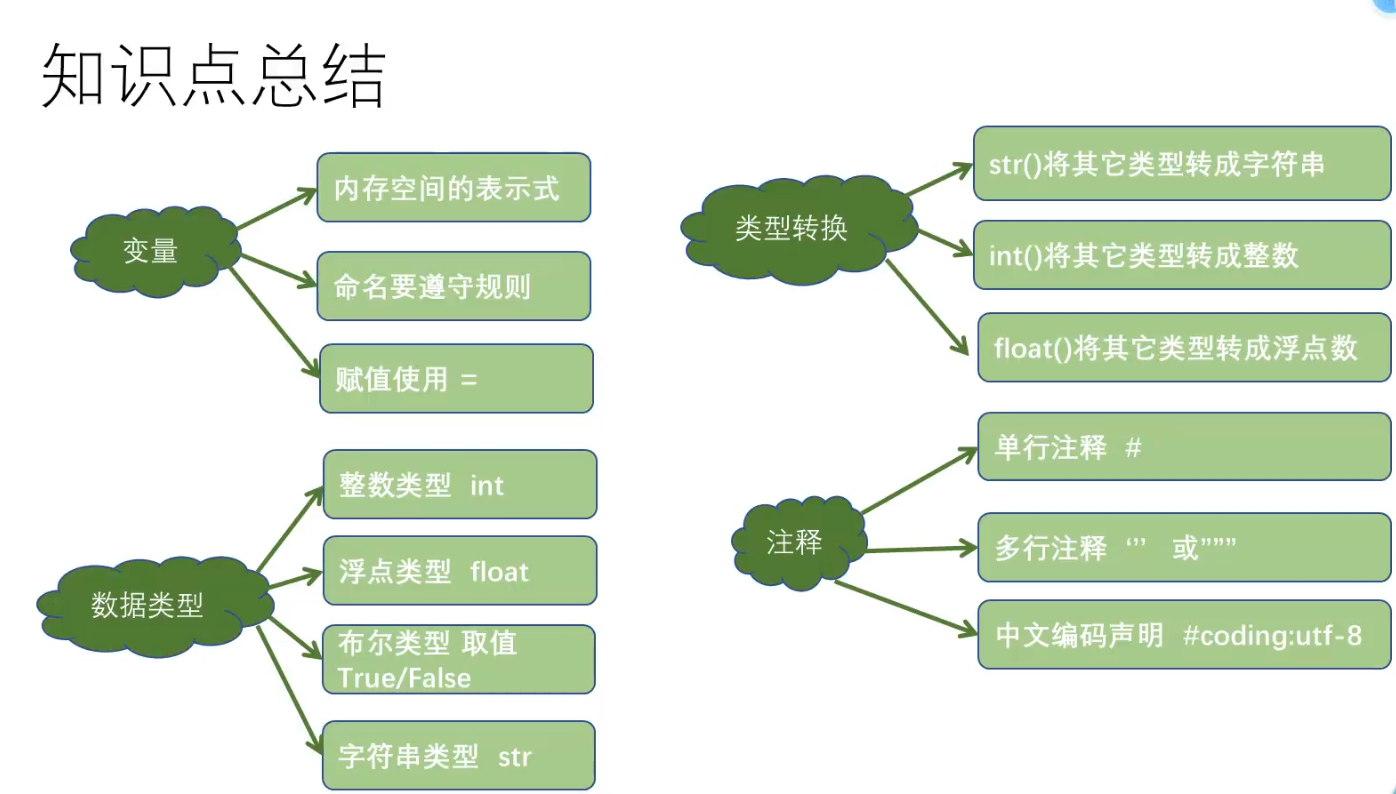 知识点总结
变量
内存空间的表示式
命名要遵守规则
赋值使用 =
数据类型
整数类型 int
浮点类型 float
布尔类型 取值
True/False
字符串类型 str
类型转换
str()将其它类型转成字符串
int()将其它类型转成整数
float()将其它类型转成浮点数
注释
单行注释 #
多行注释 ‘’’ 或”””
中文编码声明 #coding:utf-8